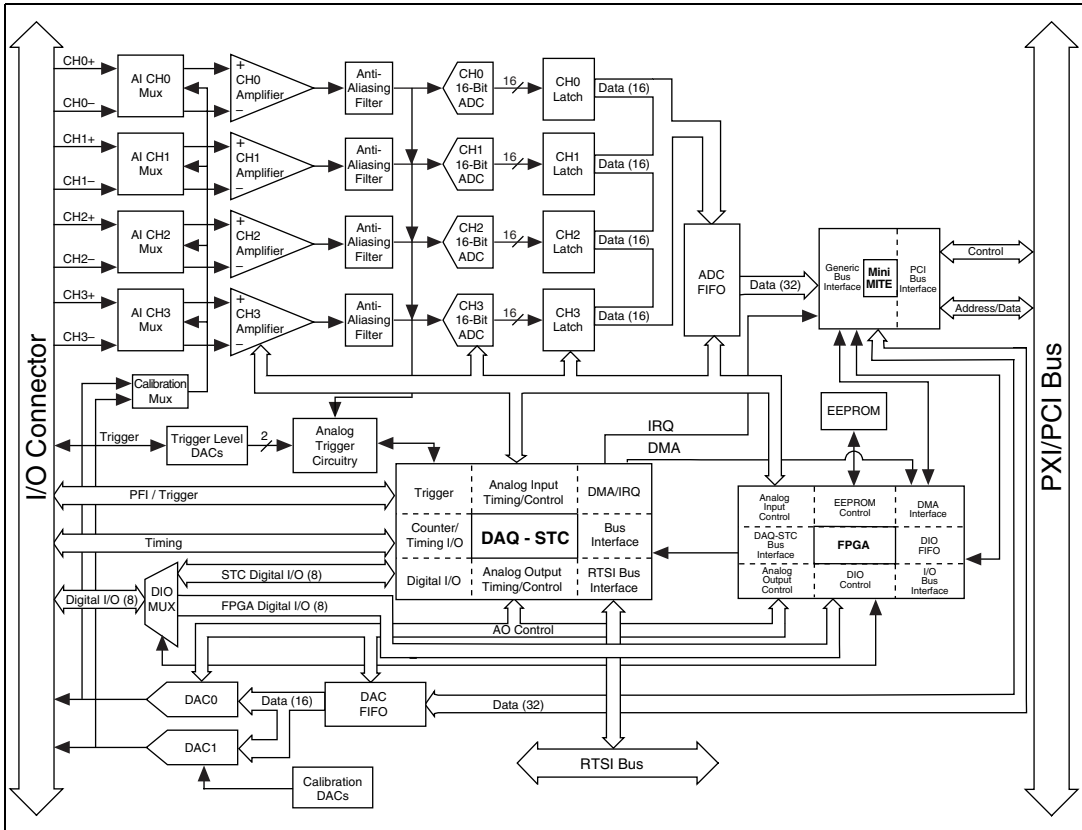 I/O Connector
CH0+
CH0–
AI CH0
Mux
+
CH0
Amplifier
–
Anti-
Aliasing
Filter
CH0
16-Bit
ADC
16
CH0
Latch
Data (16)
CH1+
CH1–
AI CH1
Mux
+
CH1
Amplifier
–
Anti-
Aliasing
Filter
CH1
16-Bit
ADC
16
CH1
Latch
Data (16)
CH2+
CH2–
AI CH2
Mux
+
CH2
Amplifier
–
Anti-
Aliasing
Filter
CH2
16-Bit
ADC
16
CH2
Latch
Data (16)
CH3+
CH3–
AI CH3
Mux
+
CH3
Amplifier
–
Anti-
Aliasing
Filter
CH3
16-Bit
ADC
16
CH3
Latch
Data (16)
ADC
FIFO
Data (32)
Generic
Bus
Interface
Mini
MITE
PCI
Bus
Interface
Control
Address/Data
PXI/PCI Bus
Calibration
Mux
Trigger
Trigger Level
DACs
2
Analog
Trigger
Circuitry
IRQ
DMA
EEPROM
PFI / Trigger
Timing
STC Digital I/O (8)
Digital I/O (8)
DIO
MUX
FPGA Digital I/O (8)
Trigger
Analog Input
Timing/Control
DMA/IRQ
Counter/
Timing I/O
DAQ - STC
Bus
Interface
Digital I/O
Analog Output
Timing/Control
RTSI Bus
Interface
Analog
Input
Control
EEPROM
Control
DMA
Interface
DAQ-STC
Bus
Interface
FPGA
DIO
FIFO
Analog
Output
Control
DIO
Control
I/O
Bus
Interface
AO Control
DAC0
Data (16)
DAC
FIFO
Data (32)
DAC1
Calibration
DACs
RTSI Bus